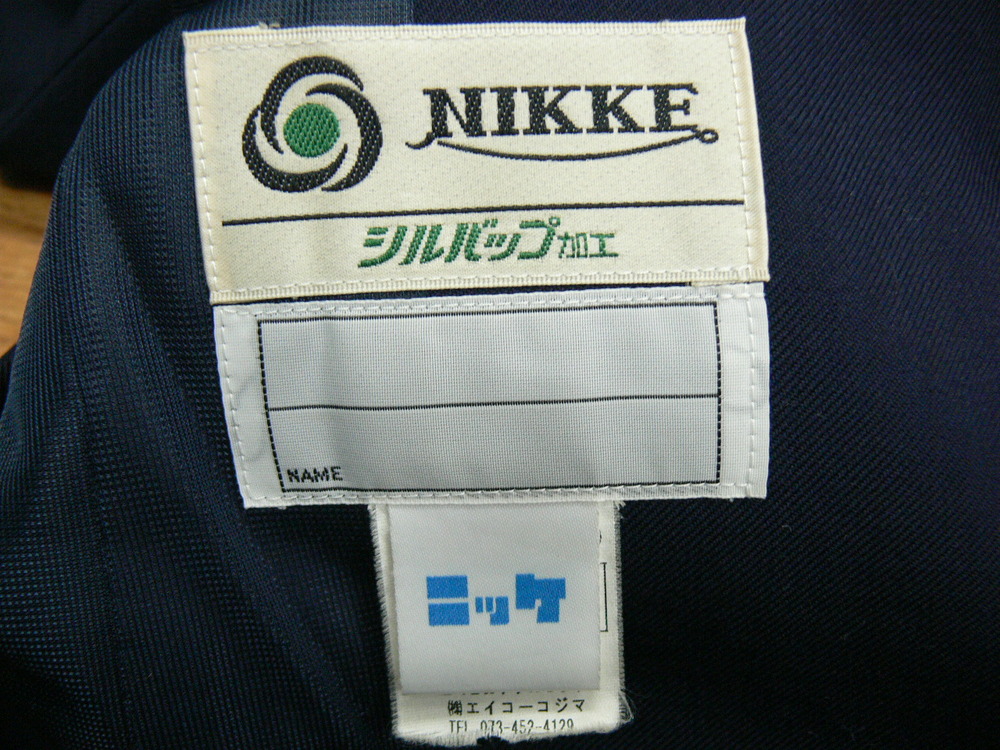 NIKKE
シルバップ加工
NAME
ニッケ
㈱エイコーコジマ
TEL 073-452-4129